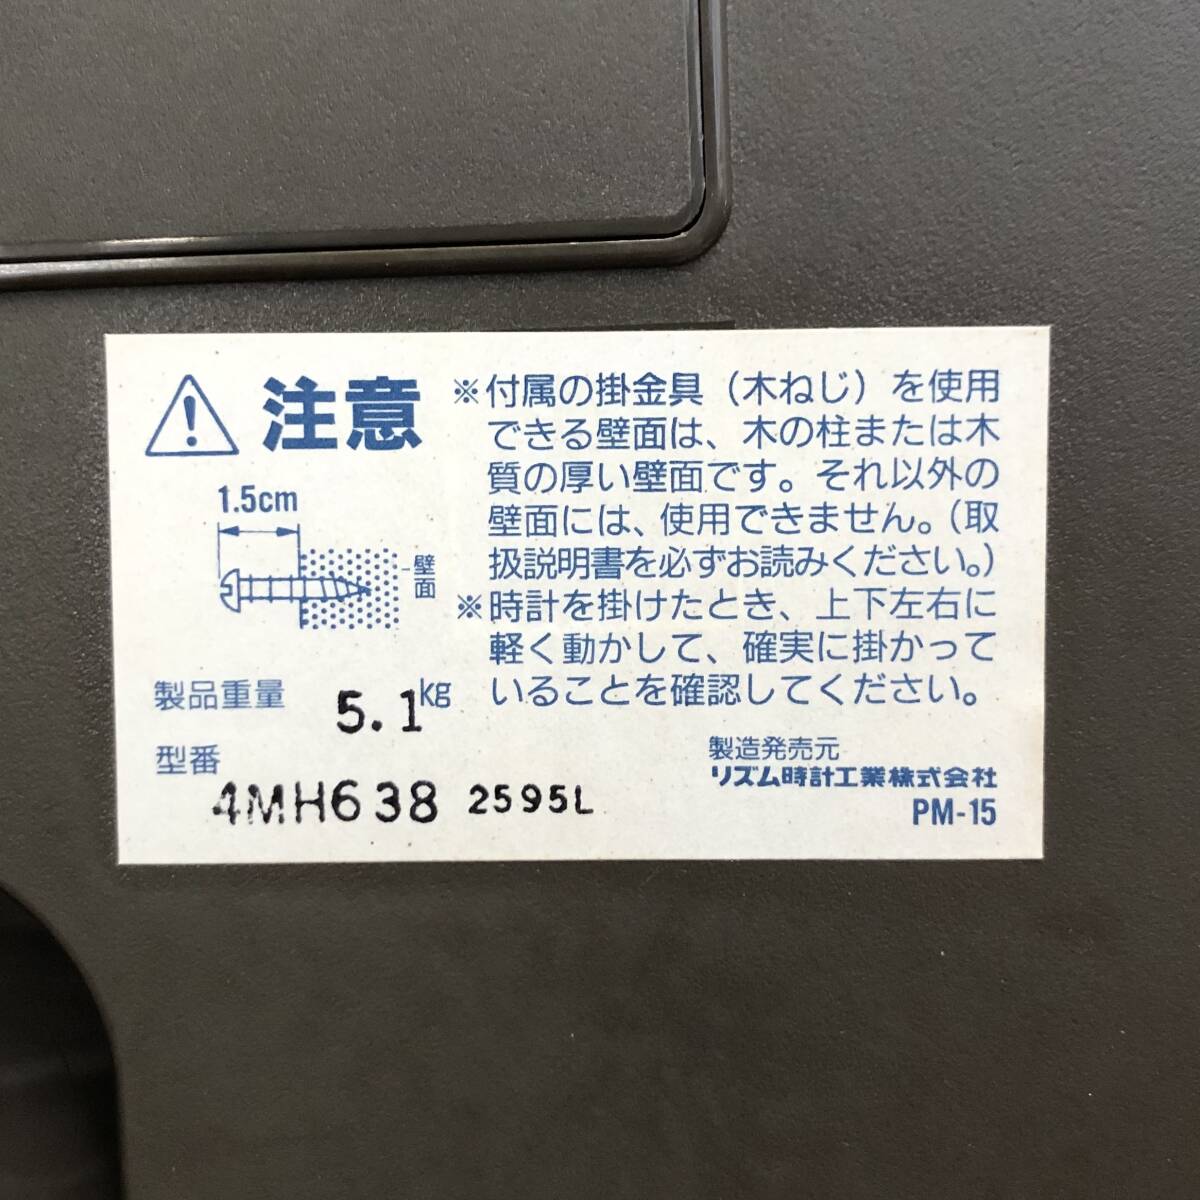 注意
1.5cm
壁面
※付属の掛金具（木ねじ）を使用
できる壁面は、木の柱または木
質の厚い壁面です。それ以外の
壁面には、使用できません。（取
扱説明書を必ずお読みください。）
※時計を掛けたとき、上下左右に
軽く動かして、確実に掛かって
いることを確認してください。
製品重量 5.1kg
型番
4MH638 2595L
製造発売元
リズム時計工業株式会社
PM-15